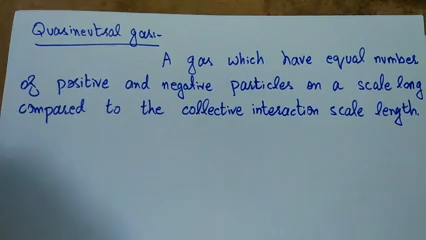 Quasineutral gas:-
A gas which have equal number
of positive and negative particles on a scale long
compared to the collective interaction scale length.